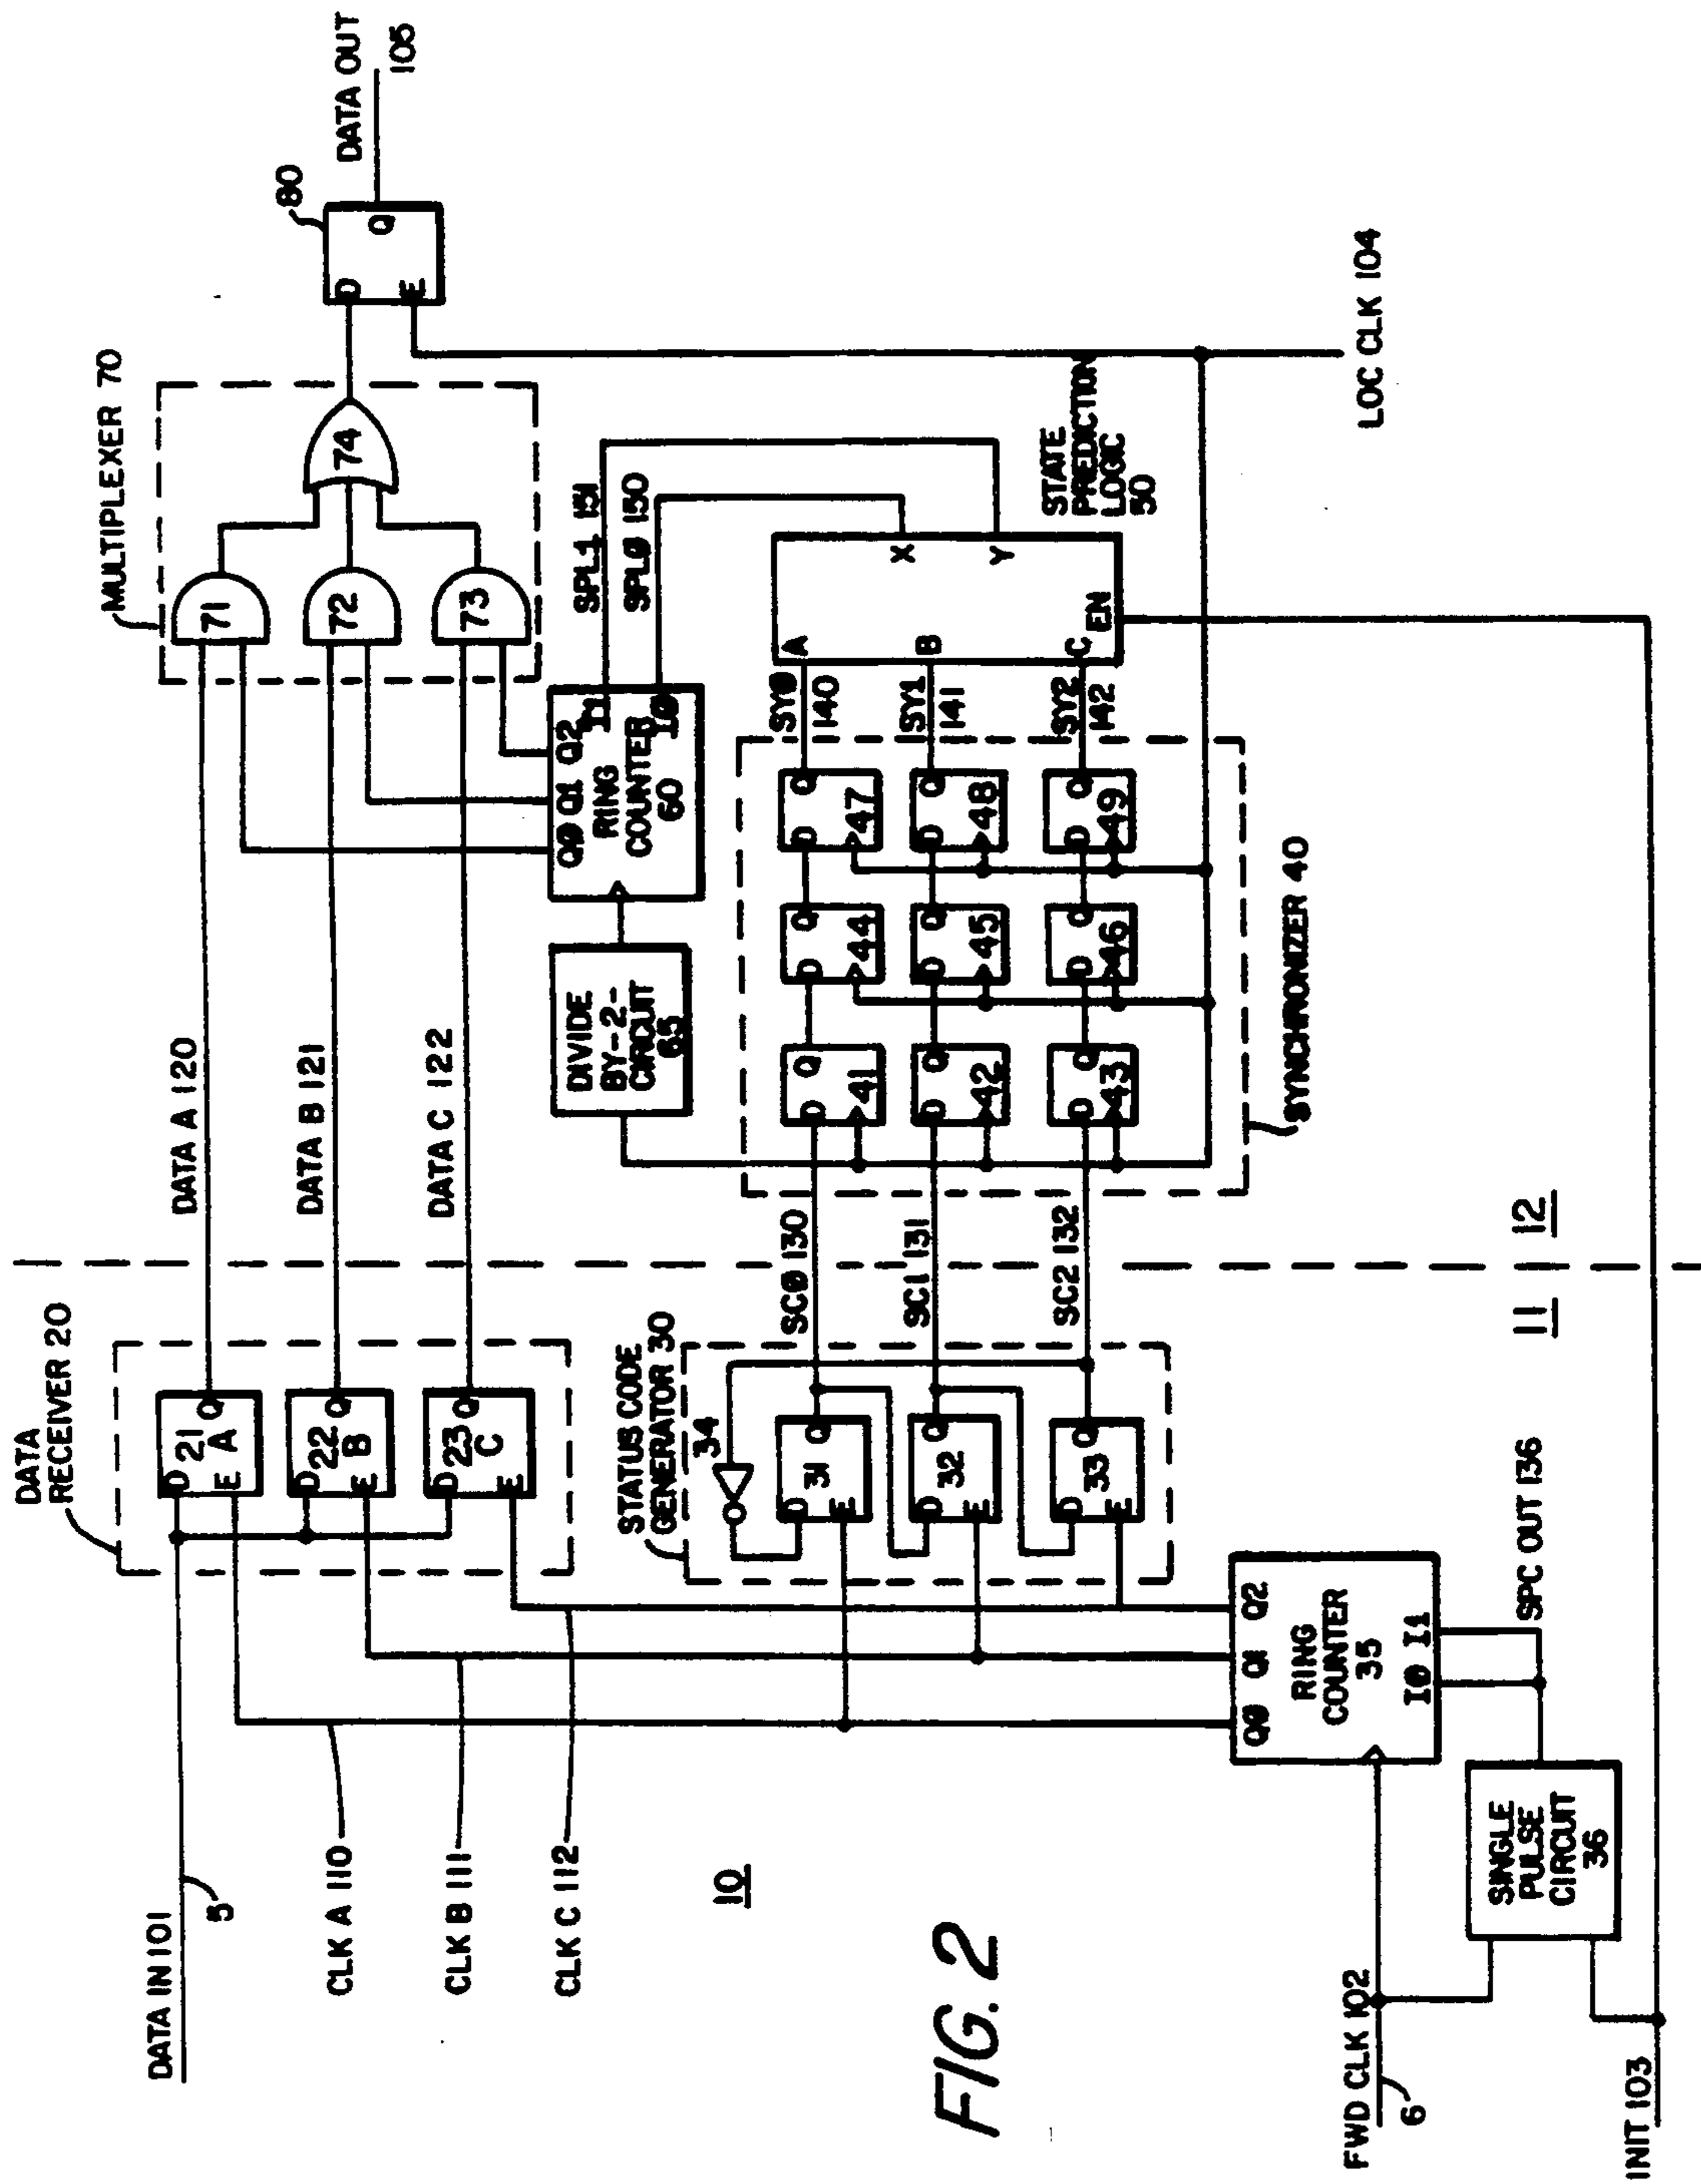 DATA IN 101
5
CLK A 110
CLK B 111
CLK C 112
10
FIG. 2
FWD CLK 102
6
INIT 103
DATA
RECEIVER 20
D
21
Q
E
A
D
22
Q
E
B
D
23
Q
E
C
DATA A 120
DATA B 121
DATA C 122
MULTIPLEXER 70
71
72
73
74
80
D
Q
E
DATA OUT
105
STATUS CODE
GENERATOR 30
34
D
31
Q
E
D
32
Q
E
D
33
Q
E
SC0 130
SC1 131
SC2 132
11
12
Q0 Q1 Q2
RING
COUNTER
35
I0 I1
SINGLE
PULSE
CIRCUIT
36
SPC OUT 136
DIVIDE
BY-2-
CIRCUIT
65
Q0 Q1 Q2
RING
COUNTER
60
I1
I0
SPL1 151
SPL0 150
D Q
41
D Q
42
D Q
43
D Q
44
D Q
45
D Q
46
D Q
47
D Q
48
D Q
49
SYNCHRONIZER 40
SY0
140
SY1
141
SY2
142
A
B
C
EN
X
Y
STATE
PREDICTION
LOGIC
50
LOC CLK 104